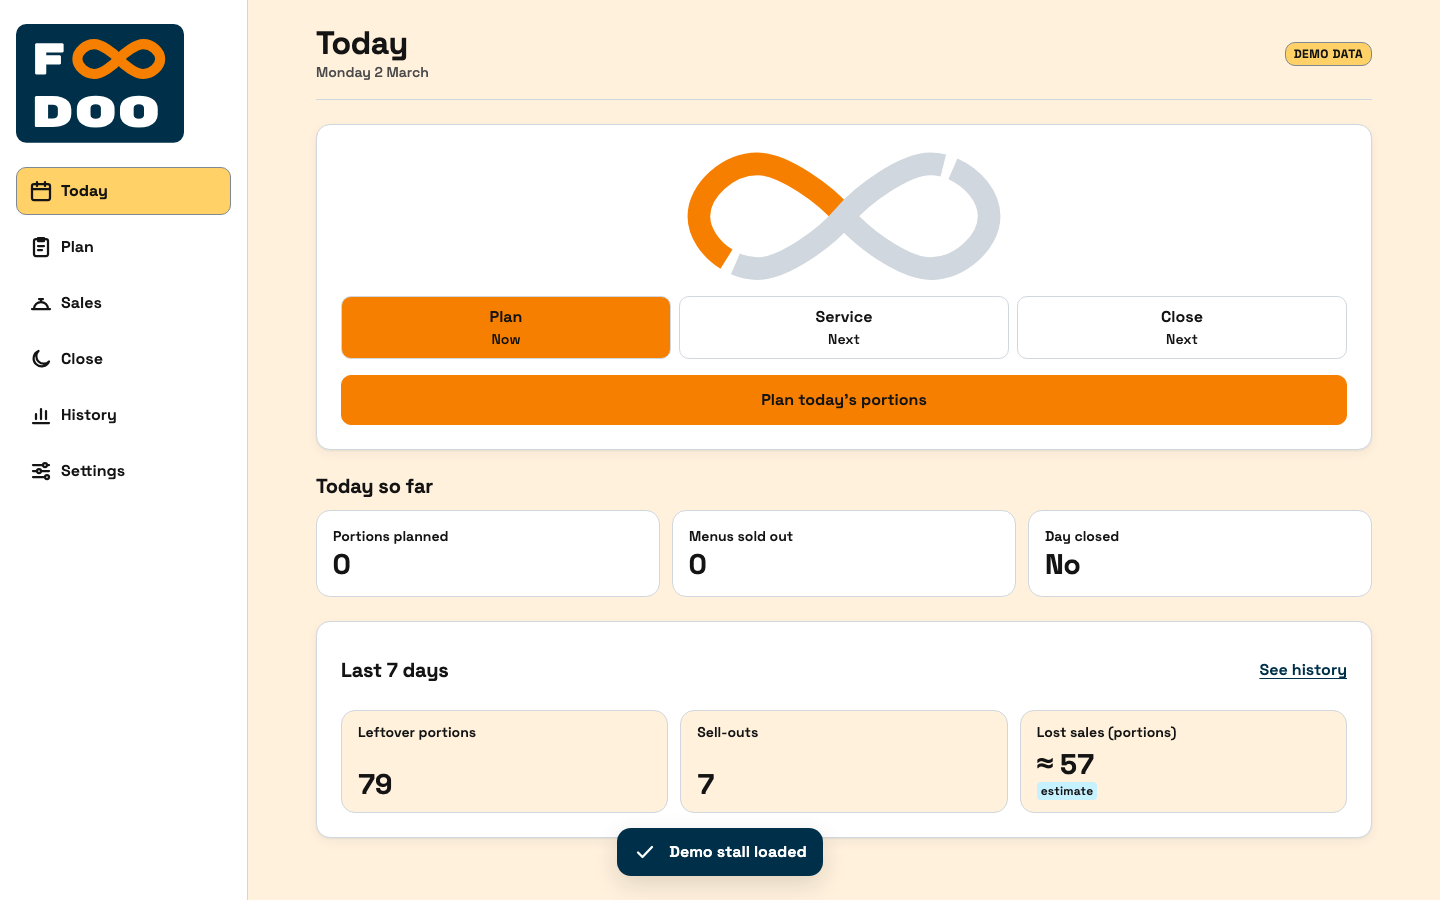 F
DOO
Today
Plan
Sales
Close
History
Settings
Today
Monday 2 March
DEMO DATA
Plan
Now
Service
Next
Close
Next
Plan today's portions
Today so far
Portions planned
0
Menus sold out
0
Day closed
No
Last 7 days
See history
Leftover portions
79
Sell-outs
7
Lost sales (portions)
≈ 57
estimate
Demo stall loaded